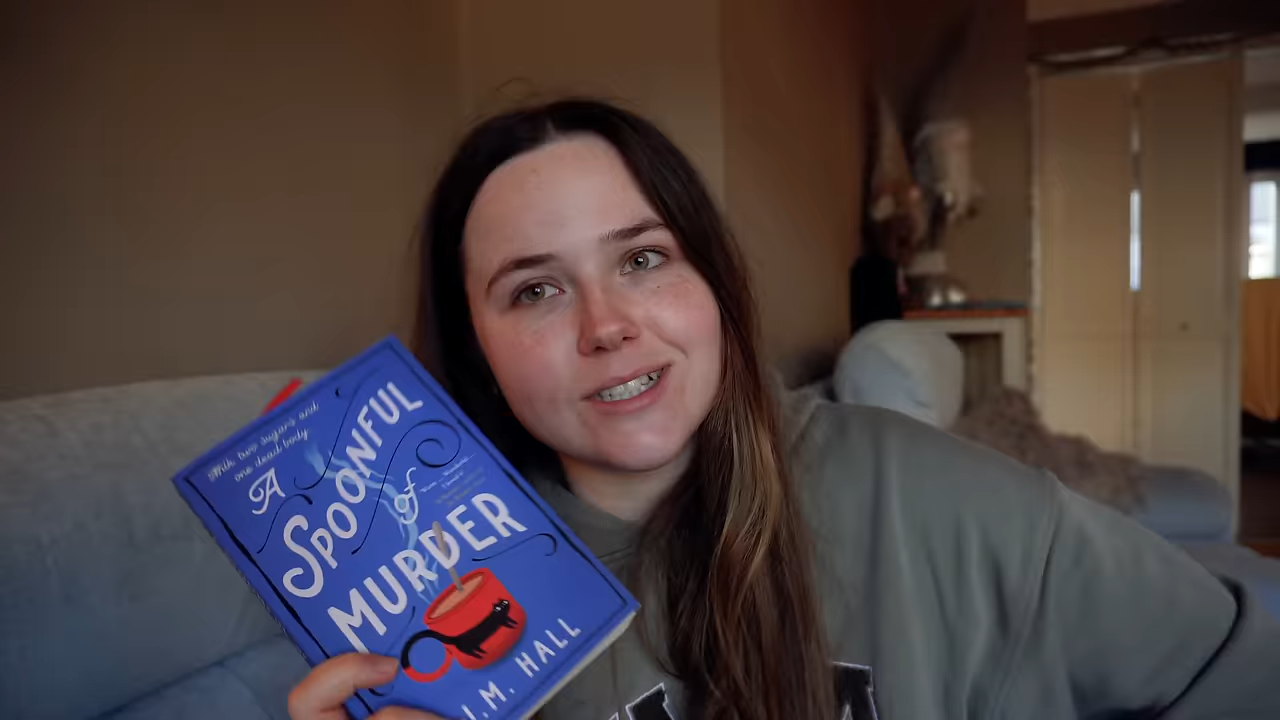 With two sugars and
one dead body
A
SPOONFUL
of
MURDER
J.M. HALL